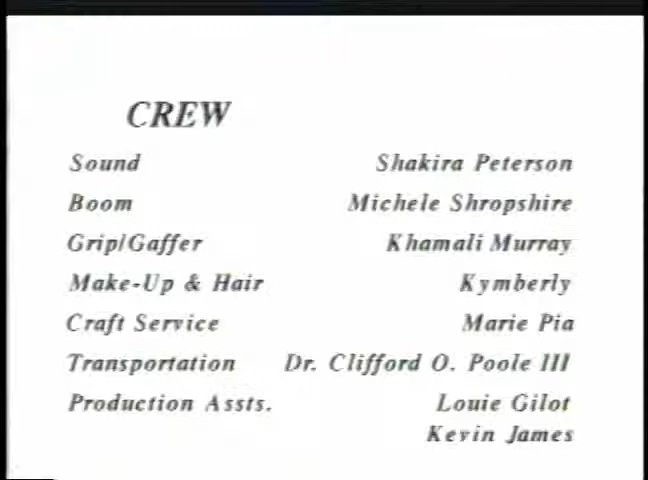 CREW
Sound Shakira Peterson
Boom Michele Shropshire
Grip/Gaffer Khamali Murray
Make-Up & Hair Kymberly
Craft Service Marie Pia
Transportation Dr. Clifford O. Poole III
Production Assts. Louie Gilot
Kevin James